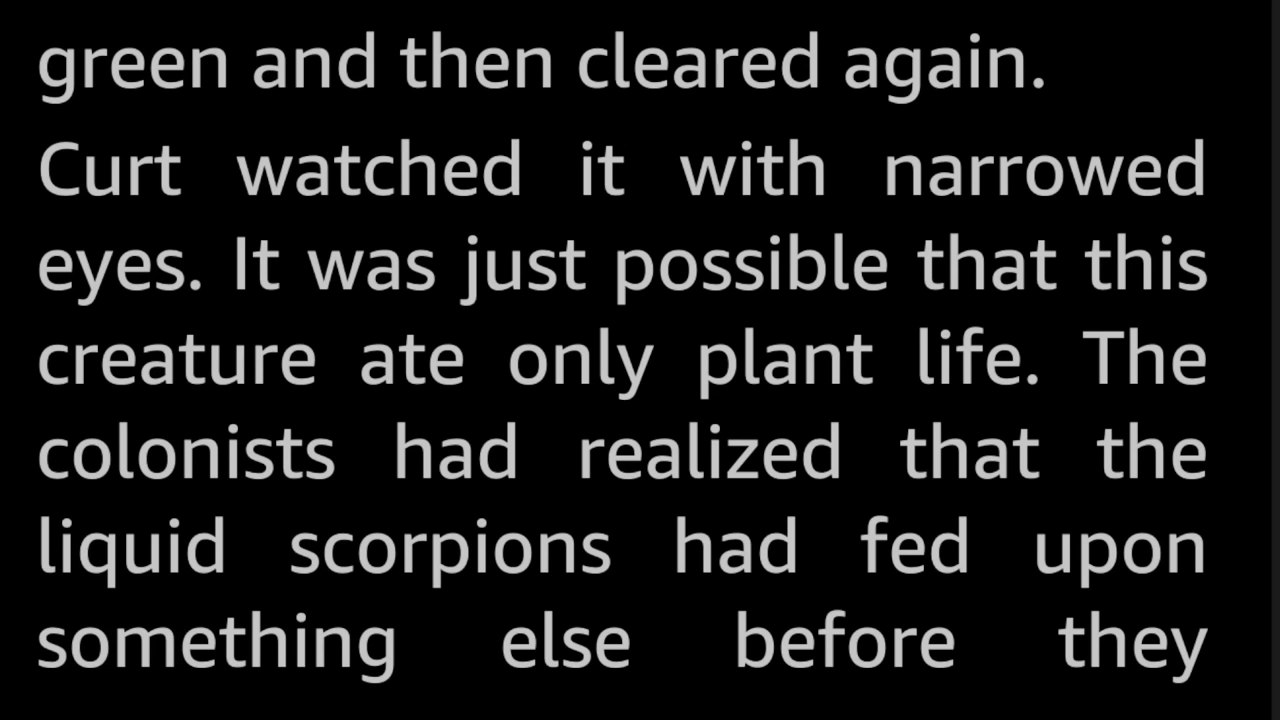 green and then cleared again.
Curt watched it with narrowed
eyes. It was just possible that this
creature ate only plant life. The
colonists had realized that the
liquid scorpions had fed upon
something else before they